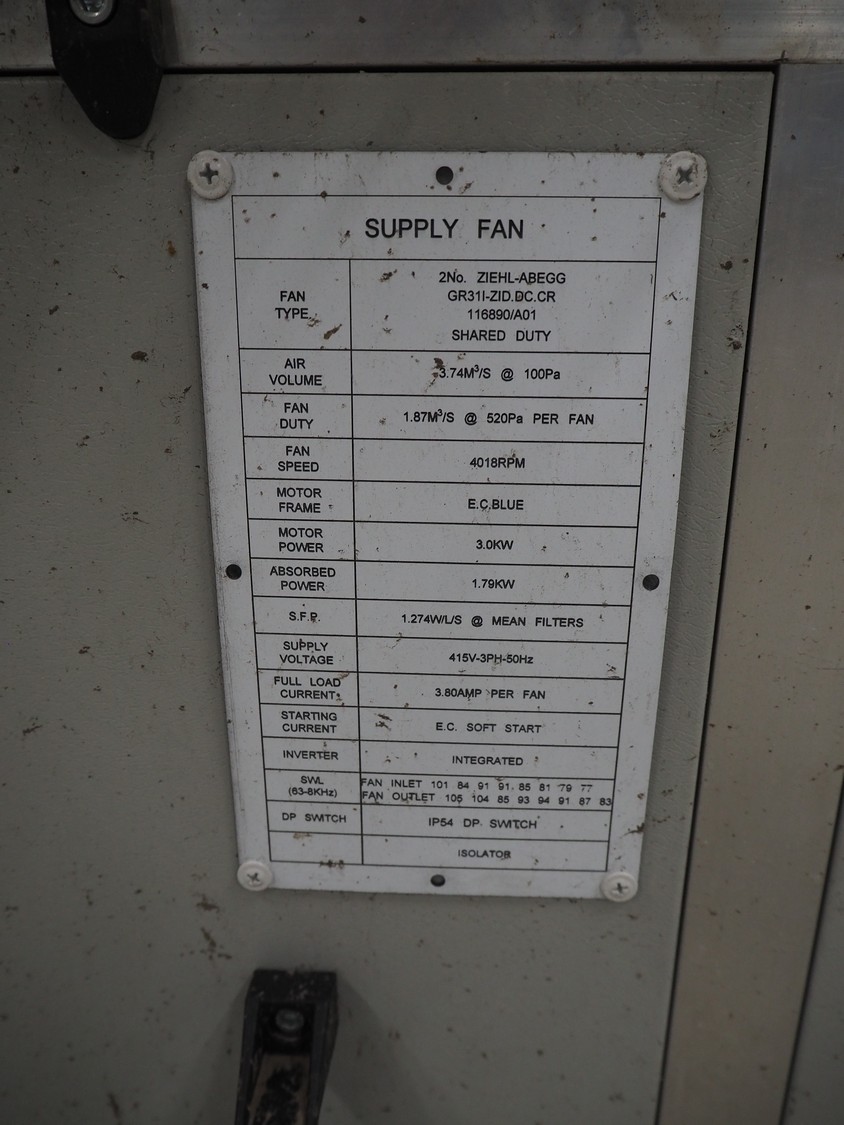 SUPPLY FAN
FAN TYPE
2No. ZIEHL-ABEGG
GR31I-ZID.DC.CR
116890/A01
SHARED DUTY
AIR VOLUME
3.74M³/S @ 100Pa
FAN DUTY
1.87M³/S @ 520Pa PER FAN
FAN SPEED
4018RPM
MOTOR FRAME
E.C.BLUE
MOTOR POWER
3.0KW
ABSORBED POWER
1.79KW
S.F.P.
1.274W/L/S @ MEAN FILTERS
SUPPLY VOLTAGE
415V-3PH-50Hz
FULL LOAD CURRENT
3.80AMP PER FAN
STARTING CURRENT
E.C. SOFT START
INVERTER
INTEGRATED
SWL (63-8KHz)
FAN INLET 101 84 91 91 85 81 79 77
FAN OUTLET 105 104 85 93 94 91 87 83
DP SWITCH
IP54 DP SWITCH
ISOLATOR